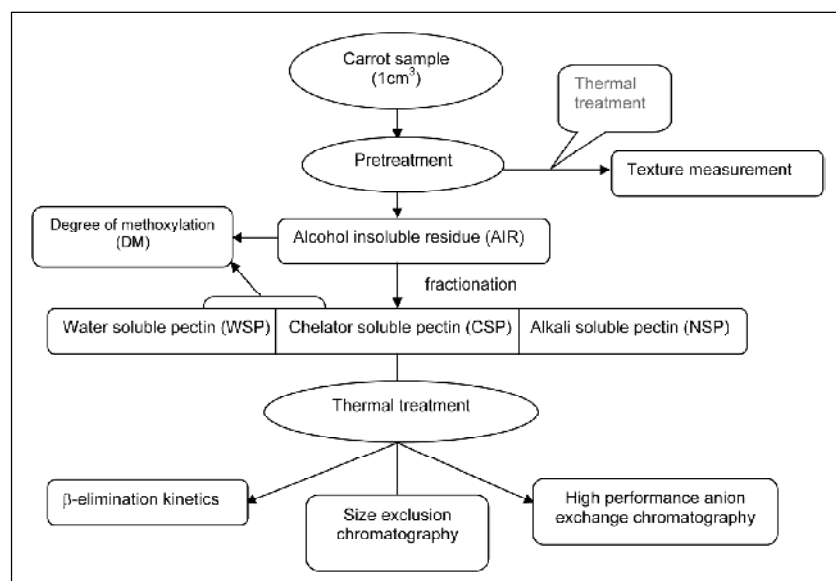 Carrot sample
(1cm³)
Thermal
treatment
Pretreatment
Texture measurement
Degree of methoxylation
(DM)
Alcohol insoluble residue (AIR)
fractionation
Water soluble pectin (WSP)
Chelator soluble pectin (CSP)
Alkali soluble pectin (NSP)
Thermal treatment
β-elimination kinetics
Size exclusion
chromatography
High performance anion
exchange chromatography